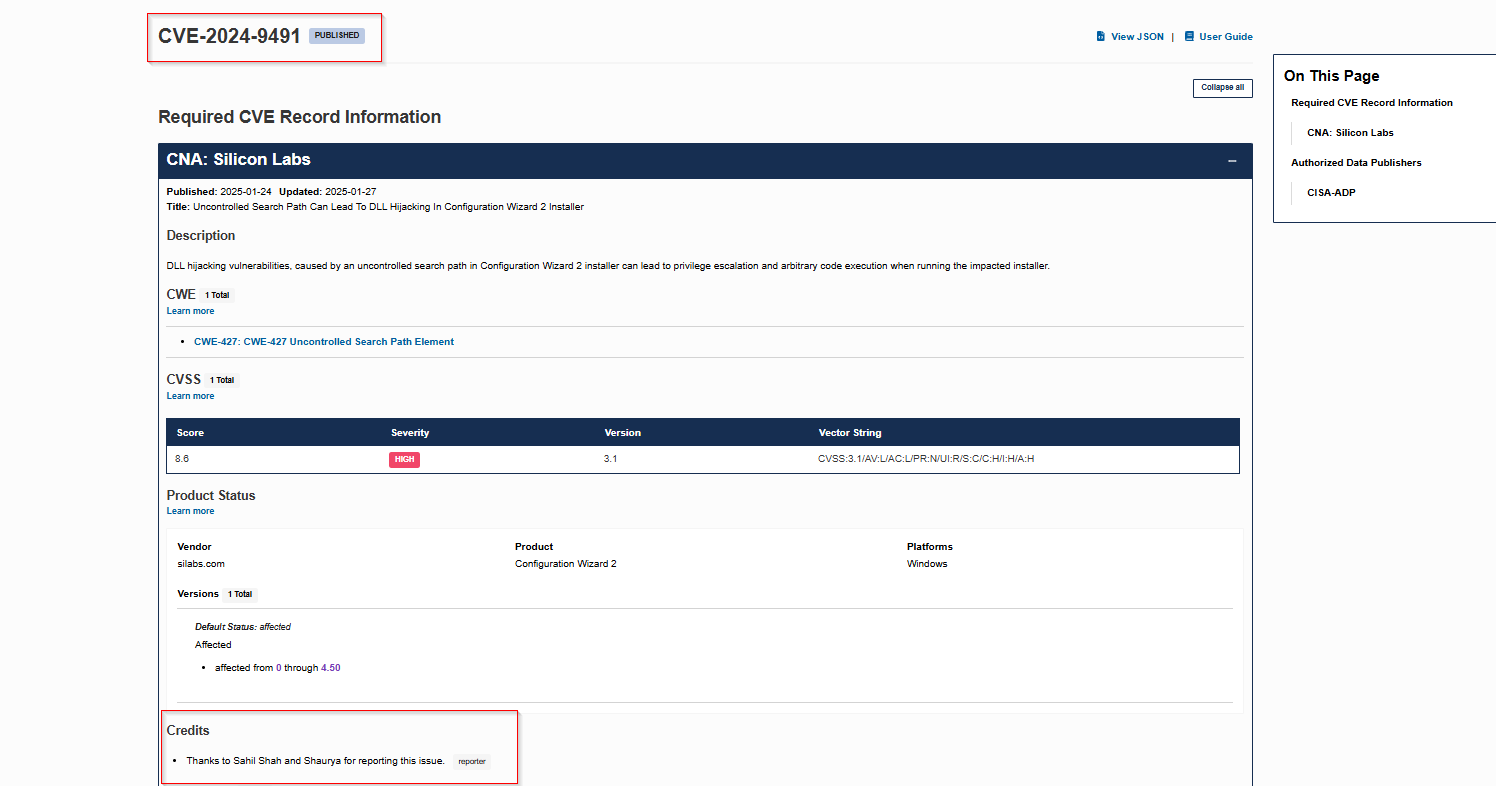 CVE-2024-9491 PUBLISHED
View JSON | User Guide
Collapse all
On This Page
Required CVE Record Information
CNA: Silicon Labs
Authorized Data Publishers
CISA-ADP
Required CVE Record Information
CNA: Silicon Labs
Published: 2025-01-24 Updated: 2025-01-27
Title: Uncontrolled Search Path Can Lead To DLL Hijacking In Configuration Wizard 2 Installer
Description
DLL hijacking vulnerabilities, caused by an uncontrolled search path in Configuration Wizard 2 installer can lead to privilege escalation and arbitrary code execution when running the impacted installer.
CWE 1 Total
Learn more
• CWE-427: CWE-427 Uncontrolled Search Path Element
CVSS 1 Total
Learn more
Score Severity Version Vector String
8.6 HIGH 3.1 CVSS:3.1/AV:L/AC:L/PR:N/UI:R/S:C/C:H/I:H/A:H
Product Status
Learn more
Vendor Product Platforms
silabs.com Configuration Wizard 2 Windows
Versions 1 Total
Default Status: affected
Affected
• affected from 0 through 4.50
Credits
• Thanks to Sahil Shah and Shaurya for reporting this issue. reporter